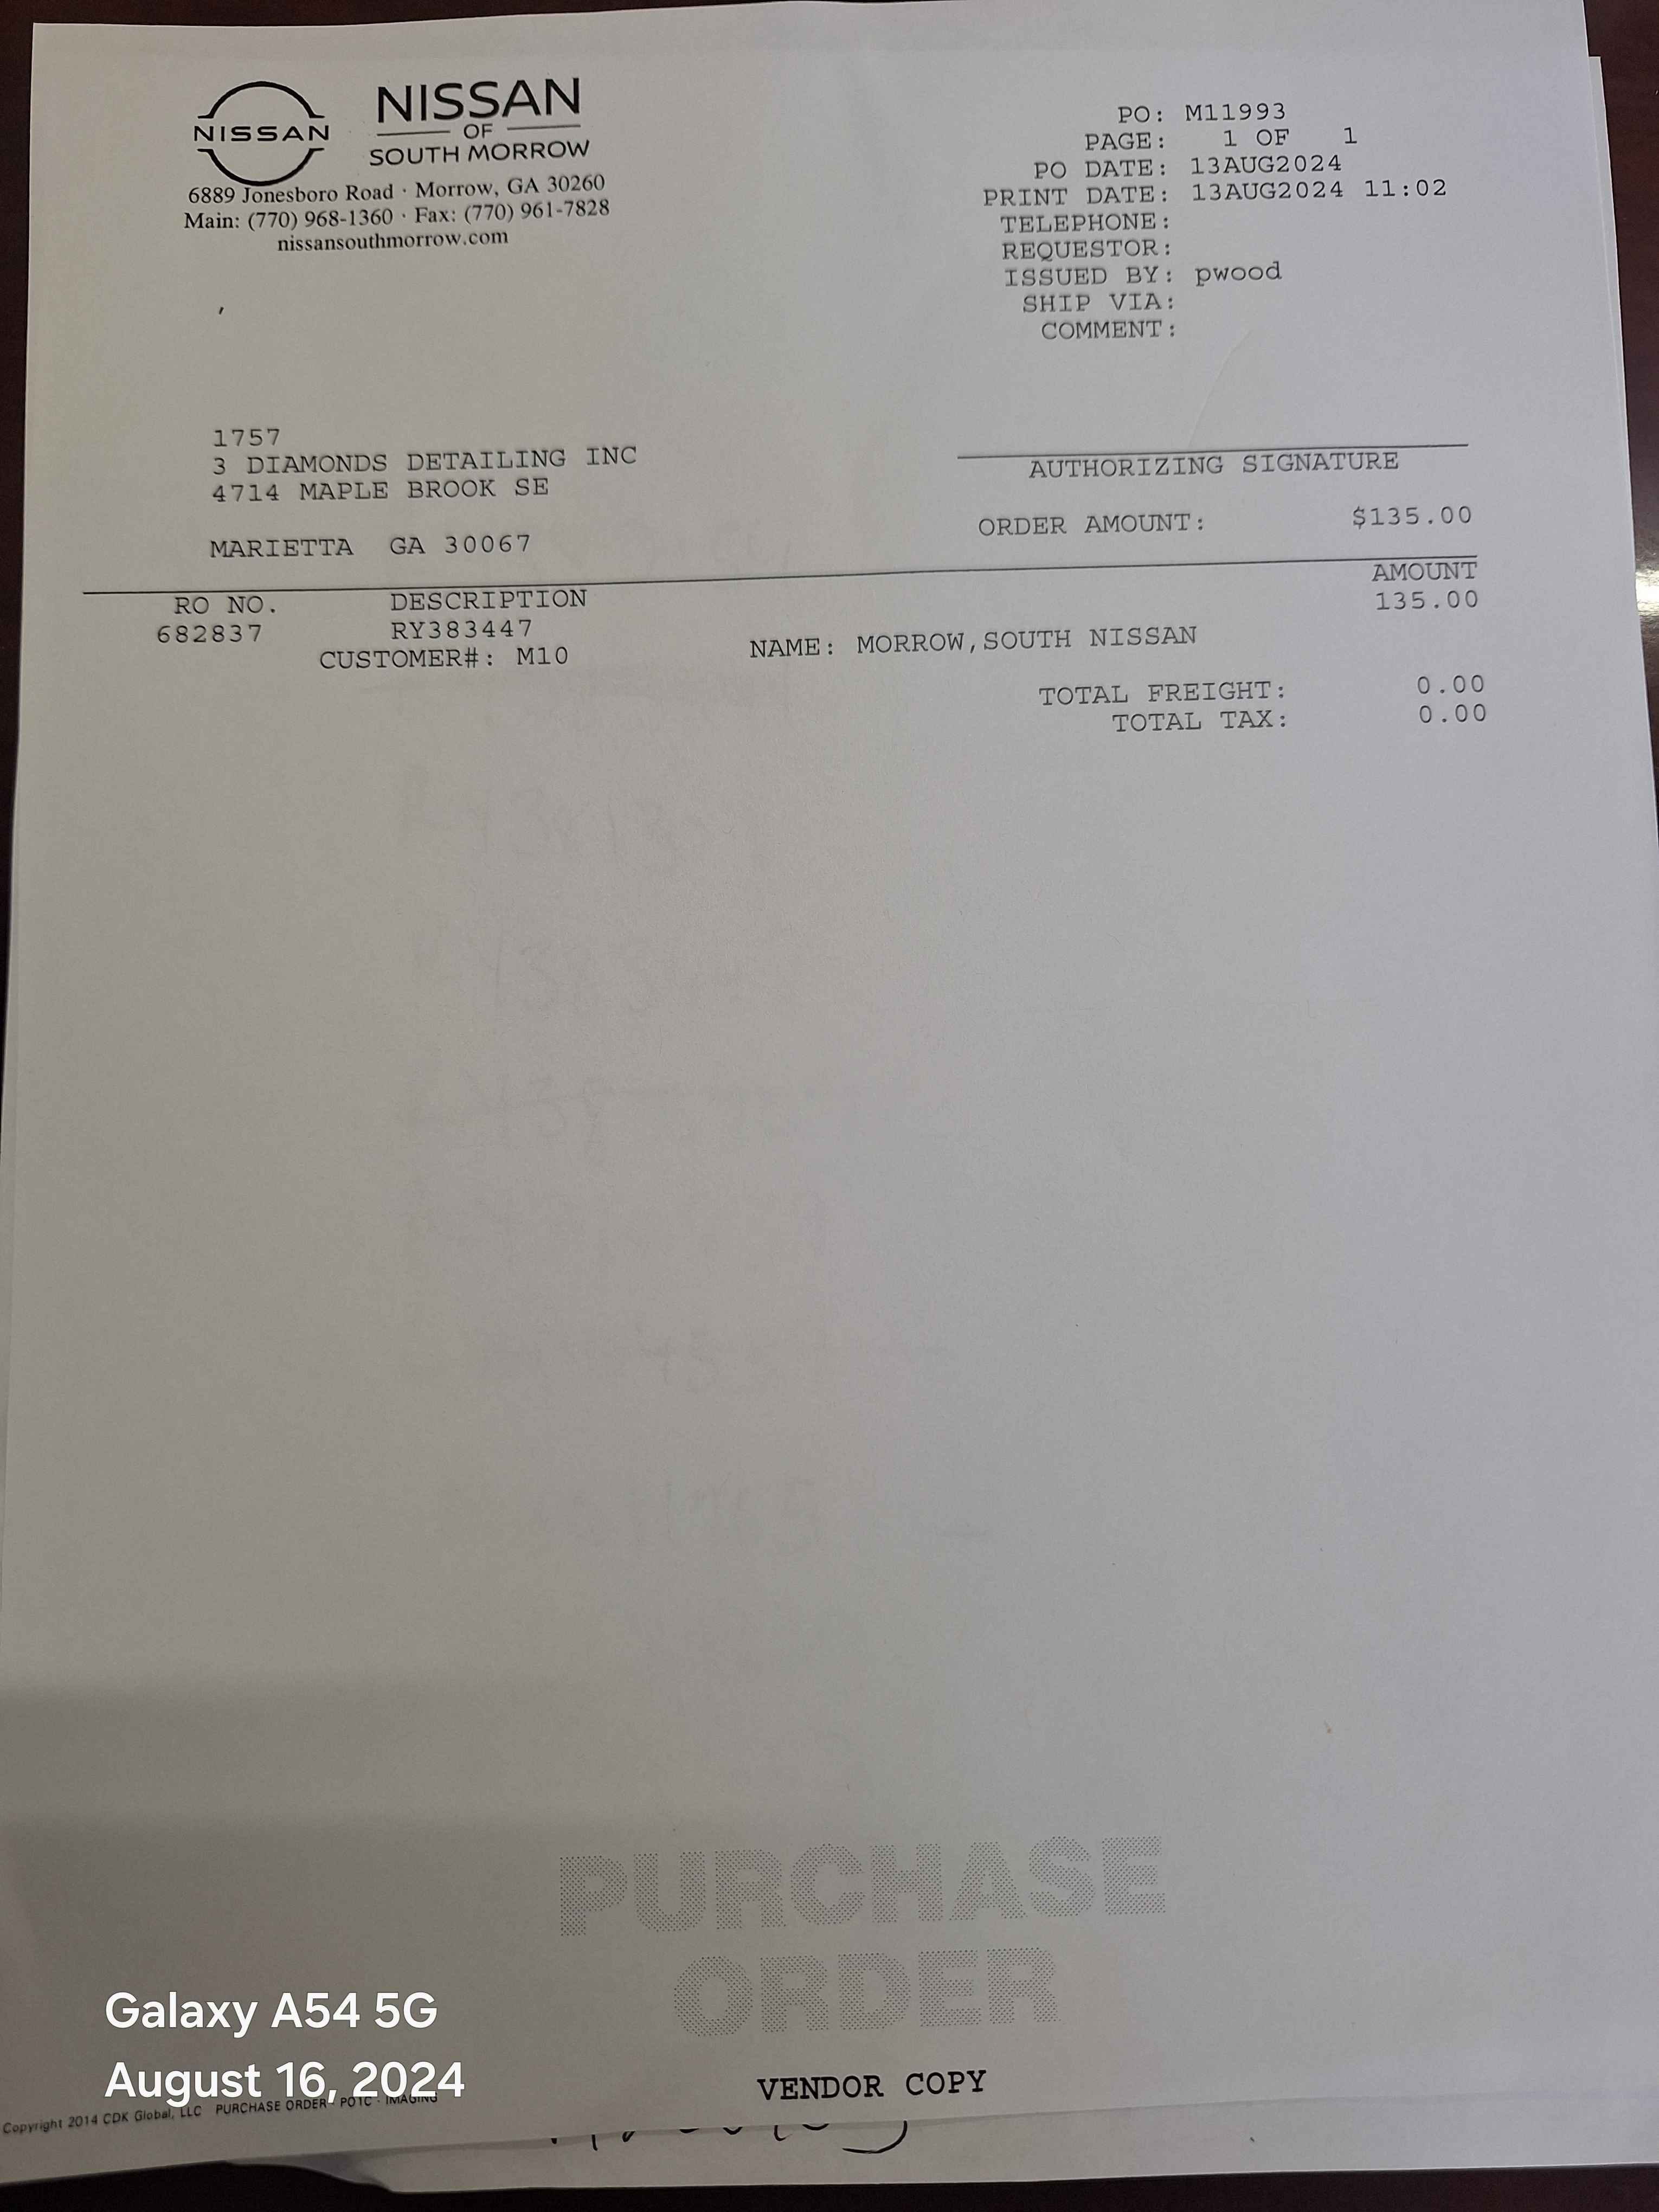 NISSAN
NISSAN
OF
SOUTH MORROW
6889 Jonesboro Road · Morrow, GA 30260
Main: (770) 968-1360 · Fax: (770) 961-7828
nissansouthmorrow.com
PO: M11993
PAGE: 1 OF 1
PO DATE: 13AUG2024
PRINT DATE: 13AUG2024 11:02
TELEPHONE:
REQUESTOR:
ISSUED BY: pwood
SHIP VIA:
COMMENT:
1757
3 DIAMONDS DETAILING INC
4714 MAPLE BROOK SE
MARIETTA GA 30067
AUTHORIZING SIGNATURE
ORDER AMOUNT: $135.00
RO NO. DESCRIPTION AMOUNT
682837 RY383447 135.00
CUSTOMER#: M10 NAME: MORROW,SOUTH NISSAN
TOTAL FREIGHT: 0.00
TOTAL TAX: 0.00
PURCHASE
ORDER
VENDOR COPY
Galaxy A54 5G
August 16, 2024
Copyright 2014 CDK Global, LLC PURCHASE ORDER - POTC - IMAGING